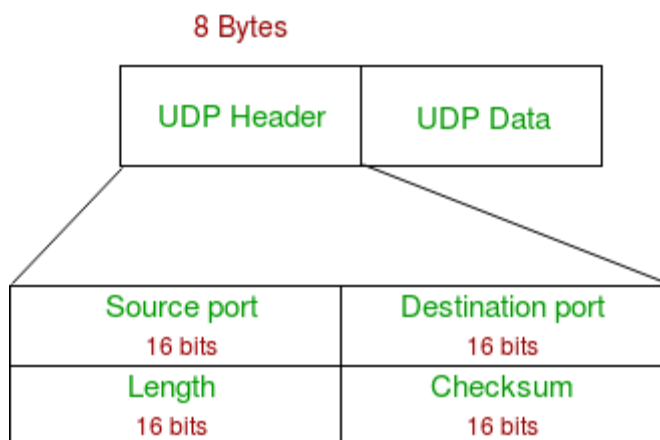 8 Bytes
UDP Header
UDP Data
Source port
Destination port
16 bits
16 bits
Length
Checksum
16 bits
16 bits